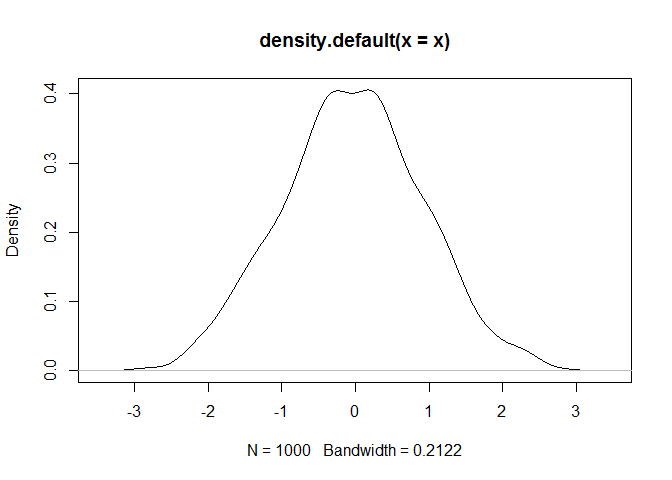 density.default(x = x)
Density
0.4
0.3
0.2
0.1
0.0
-3 -2 -1 0 1 2 3
N = 1000 Bandwidth = 0.2122